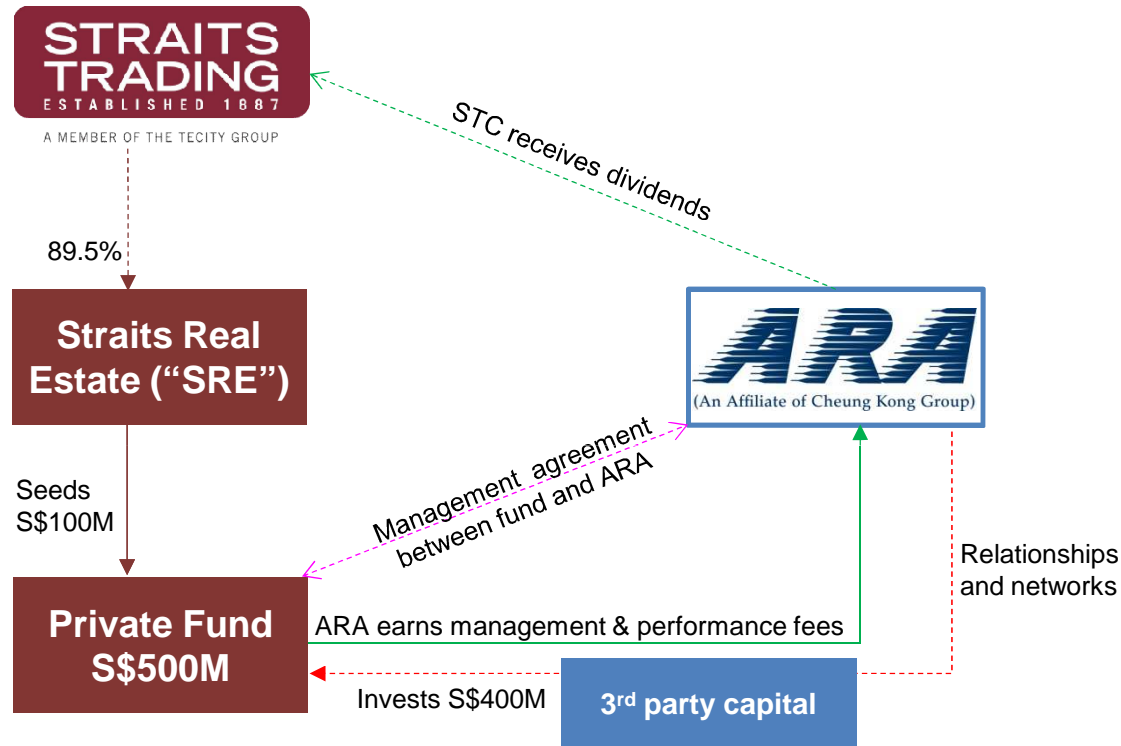 STRAITS
TRADING
ESTABLISHED 1887
A MEMBER OF THE TECITY GROUP
STC receives dividends
89.5%
Straits Real
Estate (“SRE”)
ARA
(An Affiliate of Cheung Kong Group)
Management agreement
between fund and ARA
Seeds
S$100M
Relationships
and networks
Private Fund
S$500M
ARA earns management & performance fees
Invests S$400M
3rd party capital